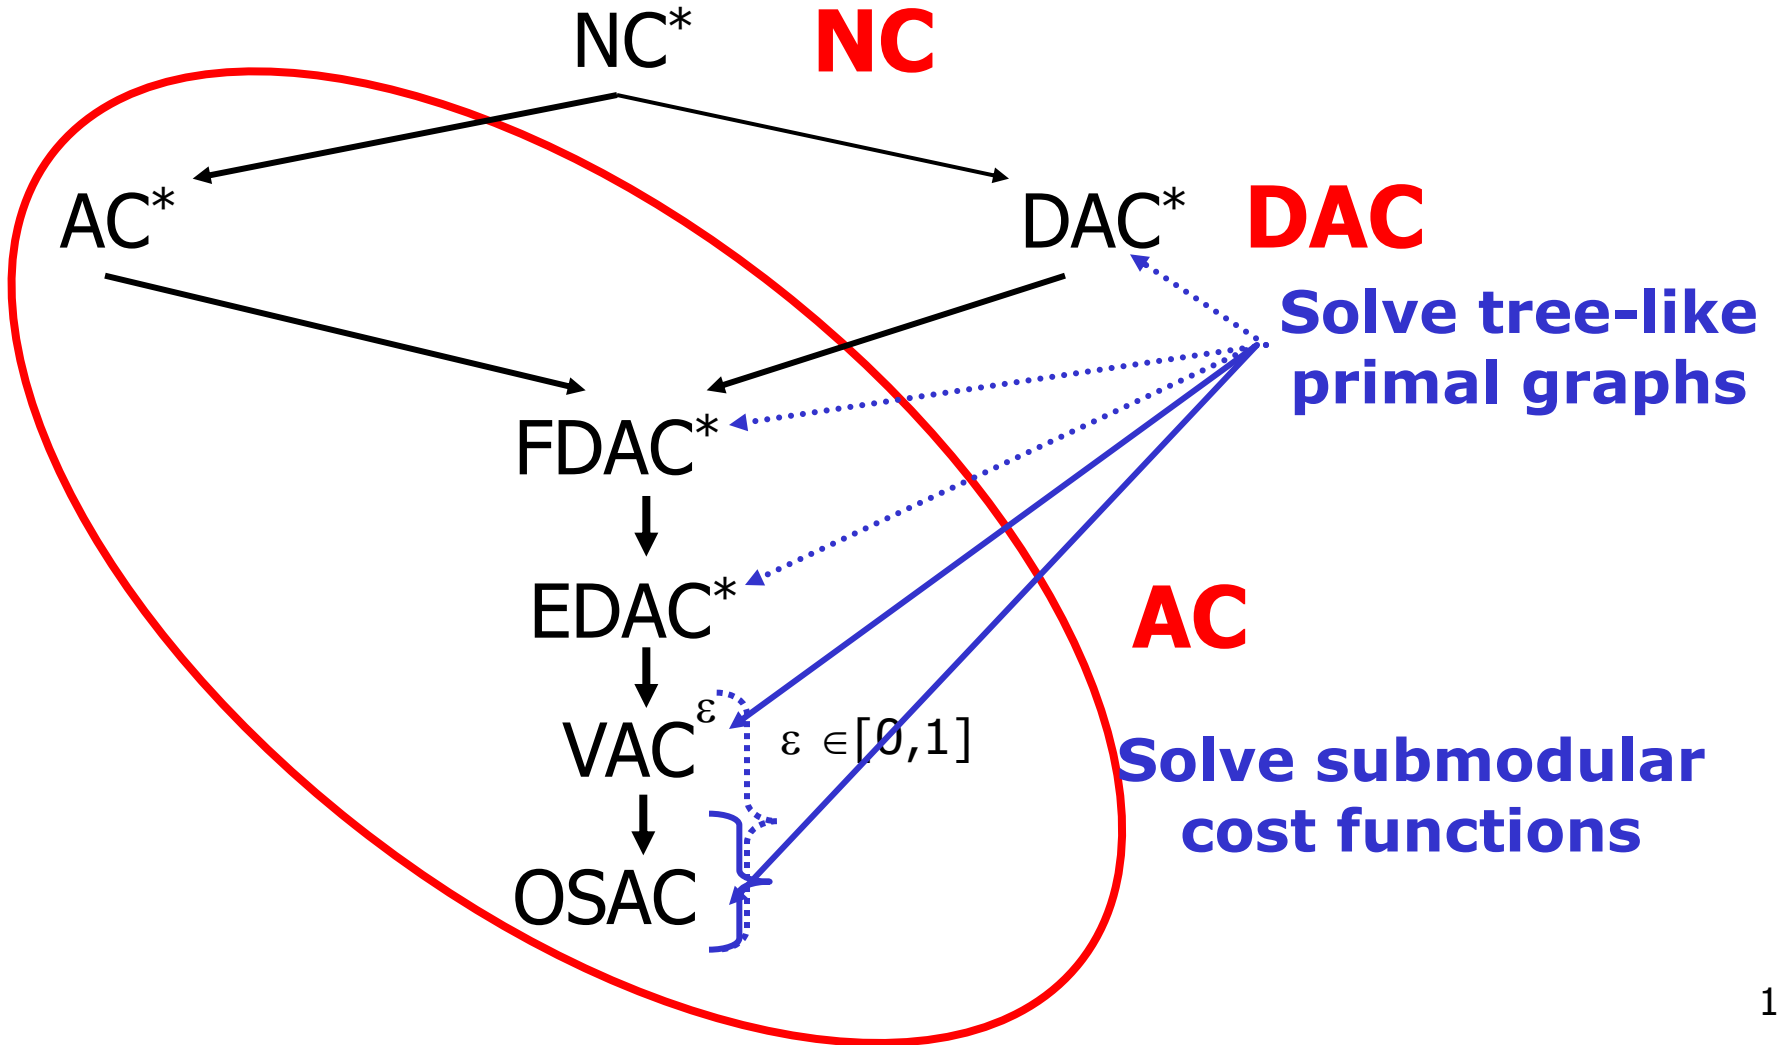 NC* NC
AC* DAC* DAC
Solve tree-like
primal graphs
FDAC*
EDAC* AC
VACε ε ∈[0,1]
Solve submodular
cost functions
OSAC
1